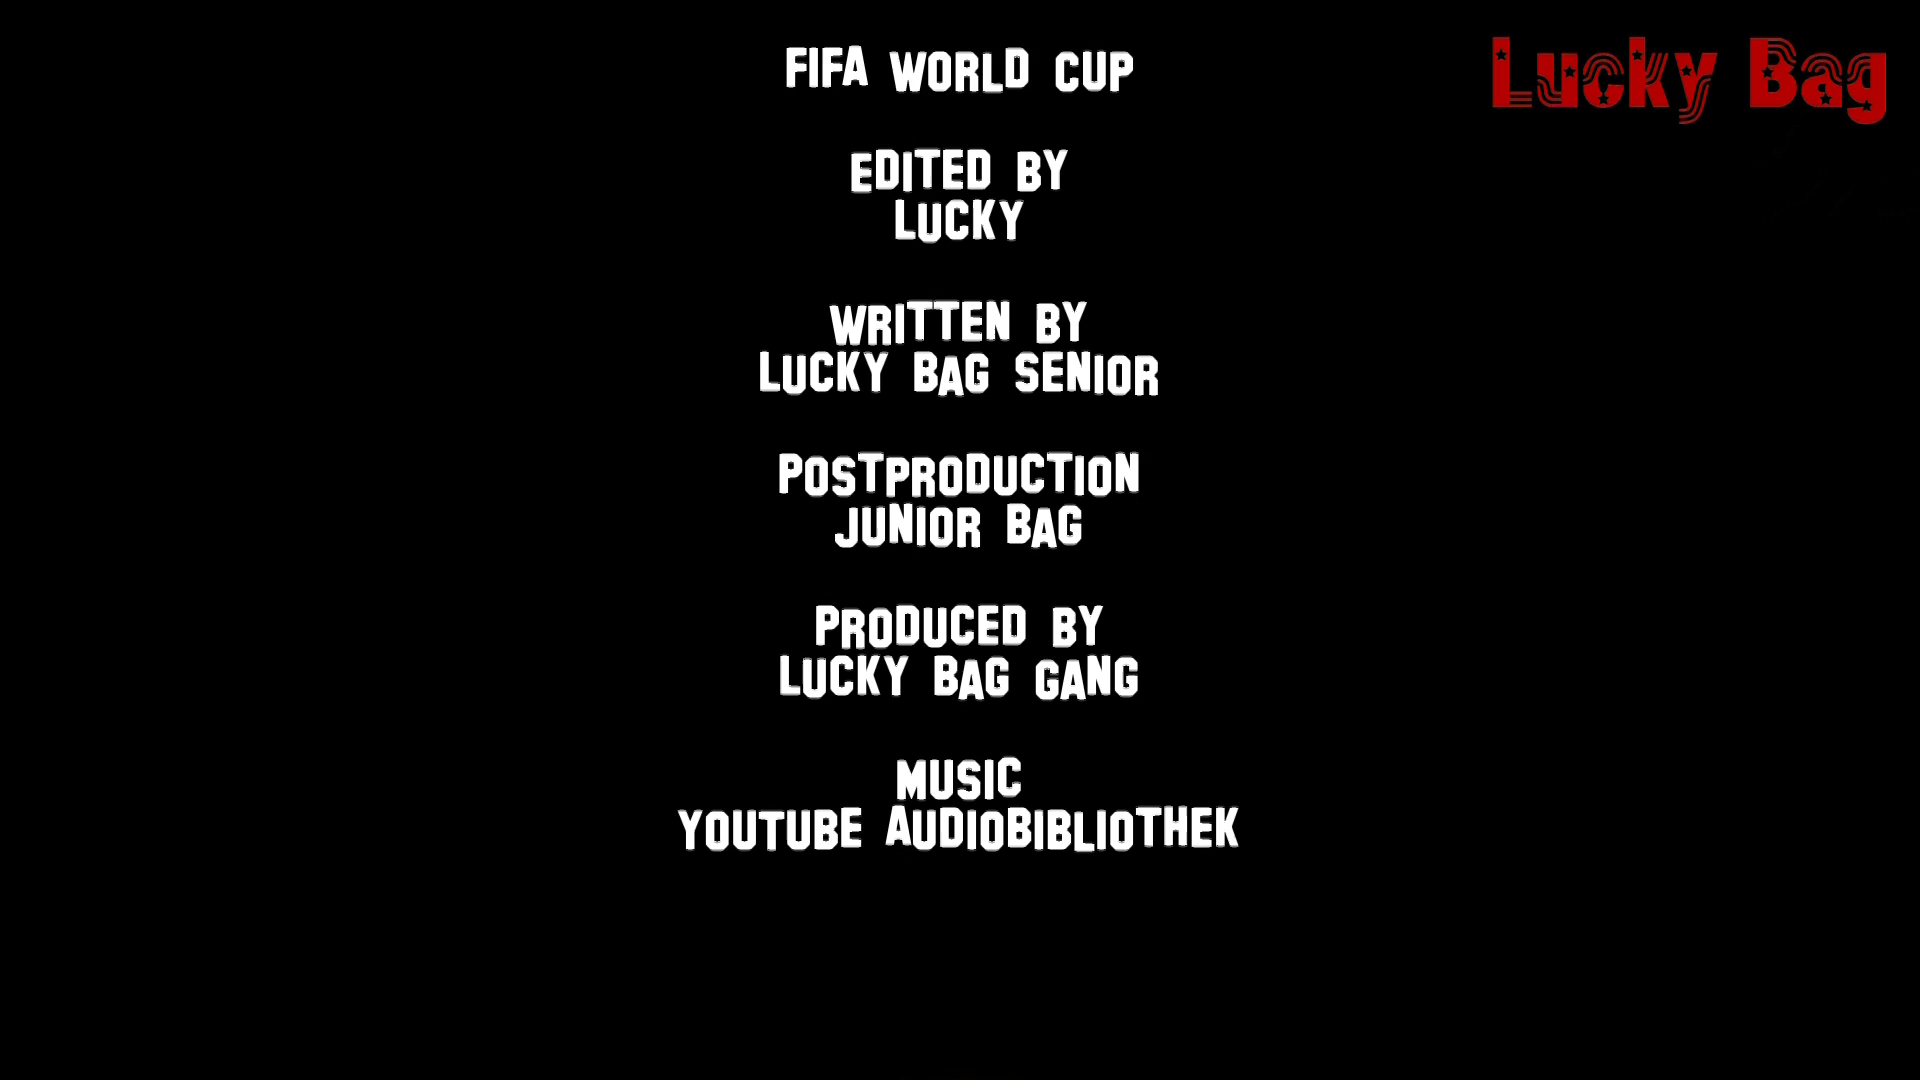 FIFA WORLD CUP
Lucky Bag
EDITED BY
LUCKY
WRITTEN BY
LUCKY BAG SENIOR
POSTPRODUCTION
JUNIOR BAG
PRODUCED BY
LUCKY BAG GANG
MUSIC
YOUTUBE AUDIOBIBLIOTHEK